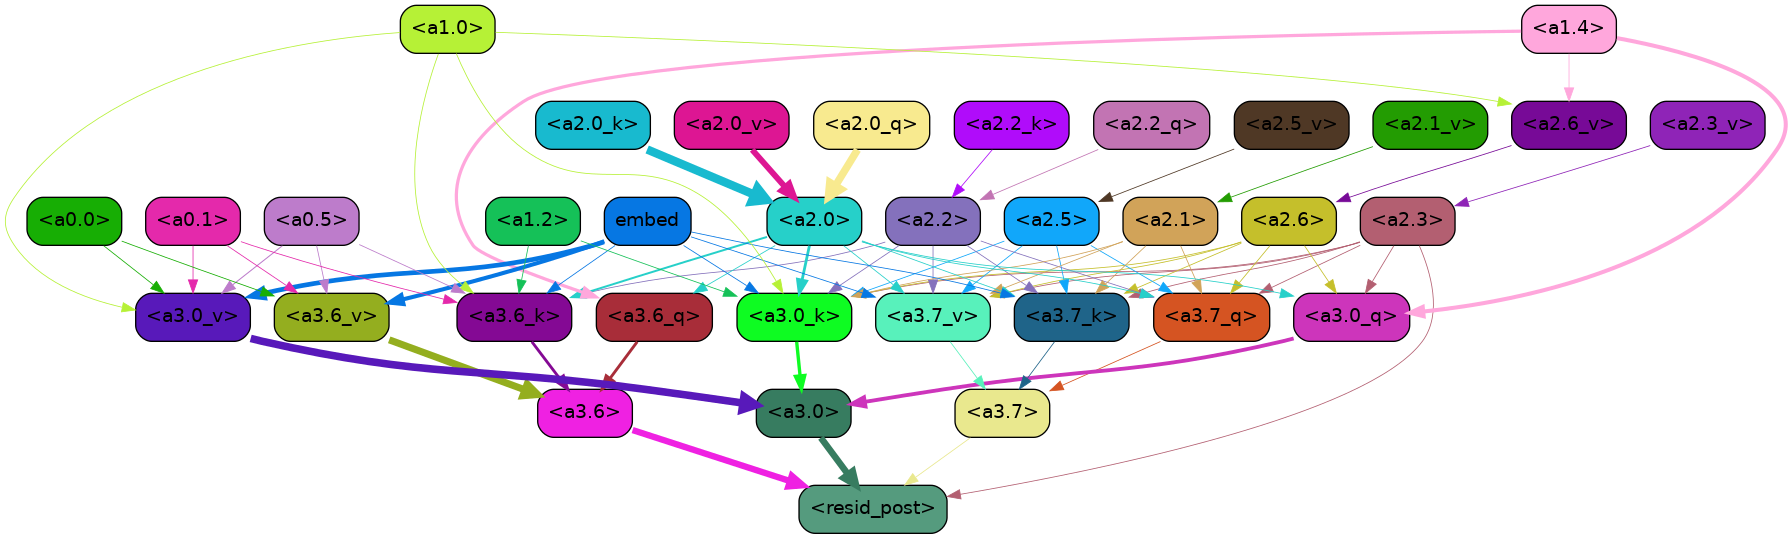 <a1.0> <a1.4>
<a2.0_k> <a2.0_v> <a2.0_q> <a2.2_k> <a2.2_q> <a2.5_v> <a2.1_v> <a2.6_v> <a2.3_v>
<a0.0> <a0.1> <a0.5> <a1.2> embed <a2.0> <a2.2> <a2.5> <a2.1> <a2.6> <a2.3>
<a3.0_v> <a3.6_v> <a3.6_k> <a3.6_q> <a3.0_k> <a3.7_v> <a3.7_k> <a3.7_q> <a3.0_q>
<a3.6> <a3.0> <a3.7>
<resid_post>